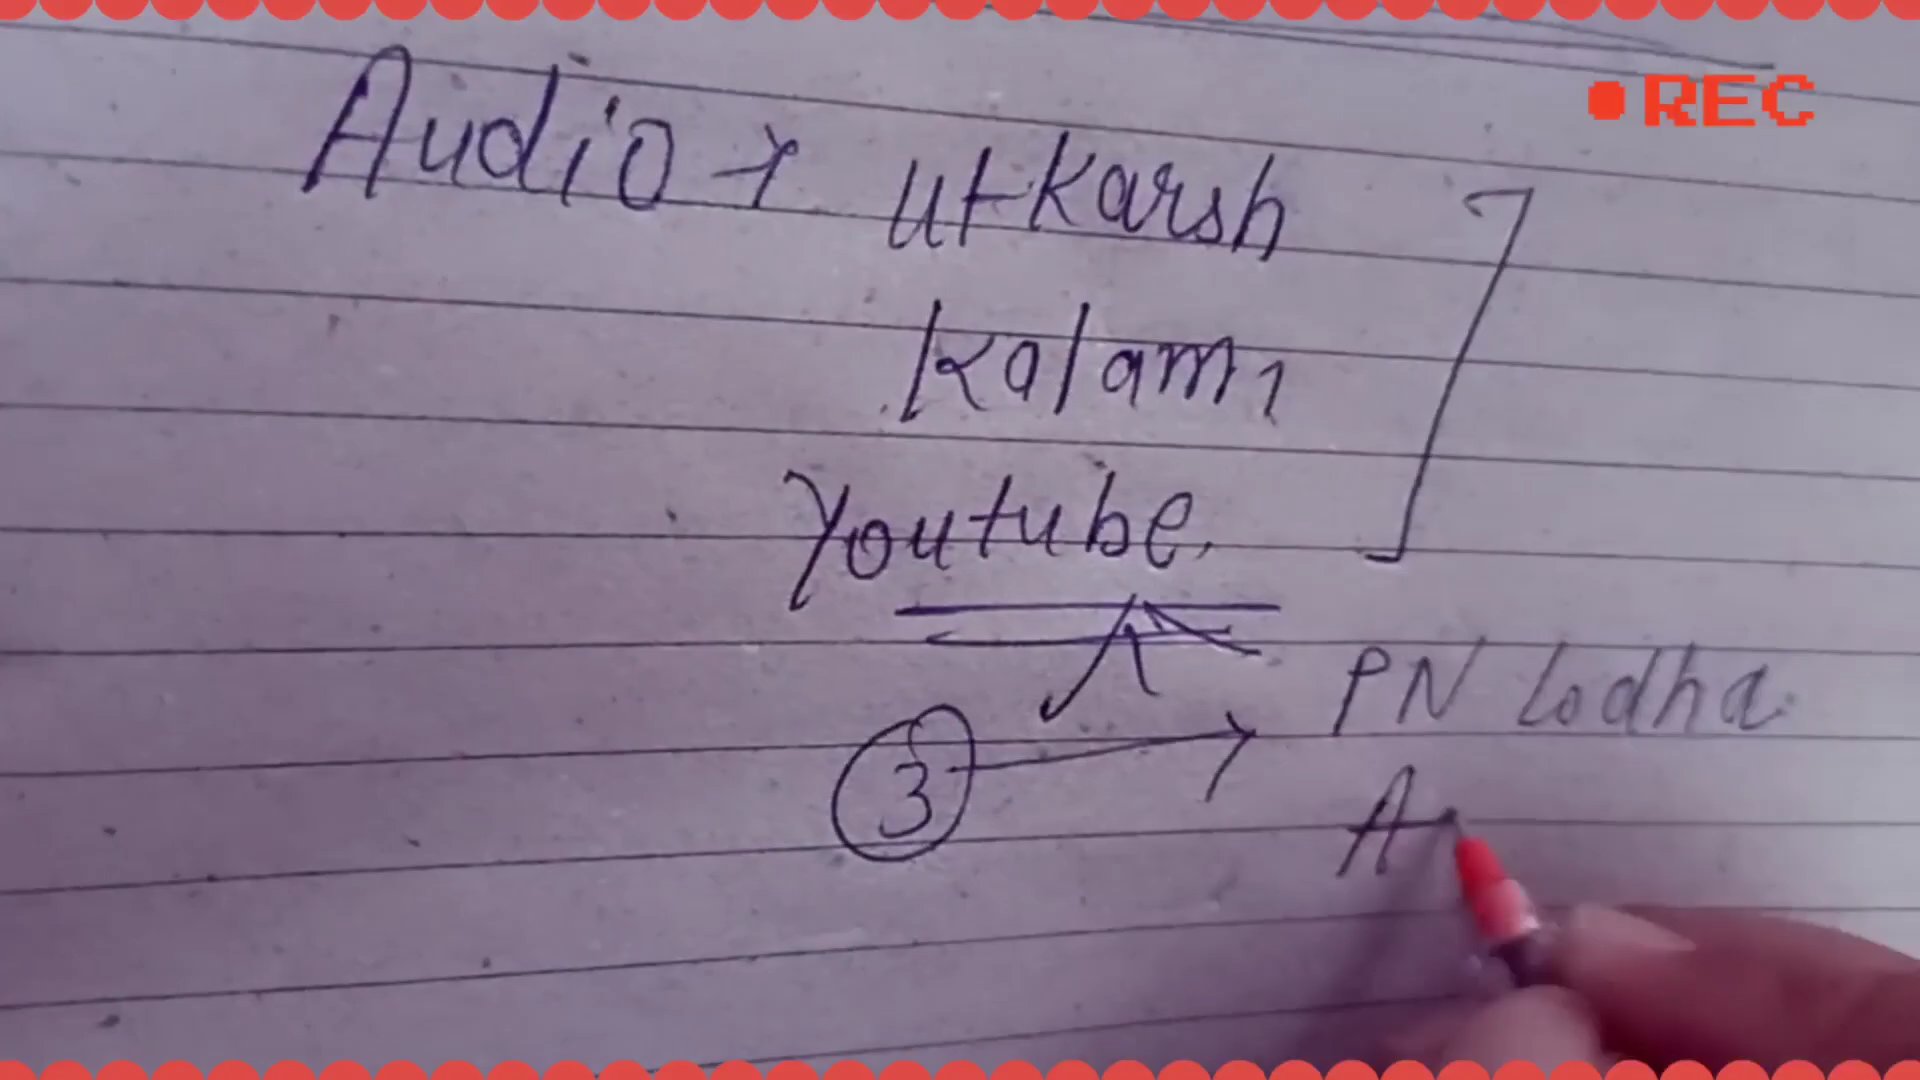 REC
Audio → Utkarsh
Kalam,
Youtube.
3 → PN Lodha
A